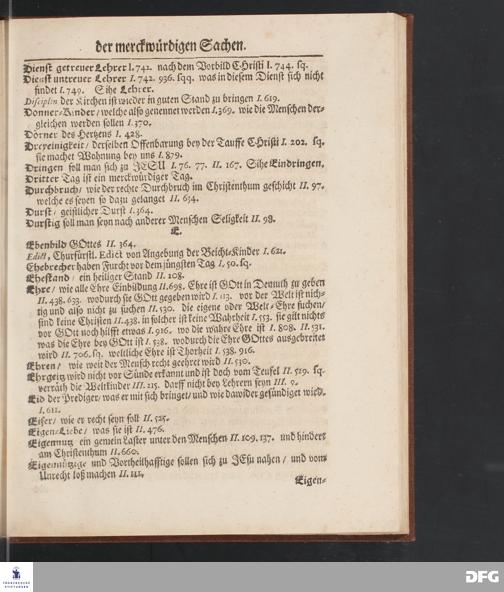 der merckwürdigen Sachen.
Dienst getreuer Lehrer I. 742. nach dem Vorbild CHristi I. 744. sq.
Dienst untreuer Lehrer I. 742. 936. sqq. was in diesem Dienst sich nicht
findet I. 749. Sihe Lehrer.
Disciplin der Kirchen ist wieder in guten Stand zu bringen I. 619.
Donner-Kinder / welche also genennet werden I. 369. wie die Menschen der-
gleichen werden sollen I. 370.
Dörner des Hertzens I. 428.
Dreyeinigkeit / derselben Offenbarung bey der Tauffe CHristi I. 202. sq.
sie machet Wohnung bey uns I. 879.
Dringen soll man sich zu JESU I. 76. 77. II. 167. Sihe Eindringen.
Dritter Tag ist ein merckwürdiger Tag.
Durchbruch / wie der rechte Durchbruch im Christenthum geschicht II. 97.
welche es seyen so dazu gelanget II. 634.
Durst / geistlicher Durst I. 364.
Durstig soll man seyn nach anderer Menschen Seligkeit II. 98.
E.
Ebenbild GOttes II. 364.
Edict, Churfürstl. Edict von Angebung der Beicht-Kinder I. 621.
Ehebrecher haben Furcht vor dem jüngsten Tag I. 50. sq.
Ehestand / ein heiliger Stand II. 108.
Ehre / wie alle Ehre Einbildung II. 698. Ehre ist GOtt in Demuth zu geben
II. 438. 633. wodurch sie GOtt gegeben wird I. 113. vor der Welt ist nich-
tig und also nicht zu suchen II. 530. die eigene oder Welt-Ehre suchen /
sind keine Christen II. 438. in solcher ist keine Wahrheit I. 553. sie gilt nichts
vor GOtt noch hilfft etwas I. 916. wo die wahre Ehre ist I. 808. II. 531.
was die Ehre bey GOtt ist I. 538. wodurch die Ehre GOttes ausgebreitet
wird II. 706. sq. weltliche Ehre ist Thorheit I. 538. 916.
Ehren / wie weit der Mensch recht geehret wird II. 530.
Ehrgeitz wird nicht vor Sünde erkannt und ist doch vom Teufel II. 529. sq.
verräth die Weltkinder III. 215. darff nicht bey Lehrern seyn III. 9.
Eid der Prediger / was er mit sich bringet / und wie dawider gesündiget wird.
I. 611.
Eifer / wie er recht seyn soll II. 525.
Eigen-Liebe / was sie ist II. 476.
Eigennutz ein gemein Laster unter den Menschen II. 109. 137. und hindert
am Christenthum II. 660.
Eigennützige und Vortheilhafftige sollen sich zu JEsu nahen / und vom
Unrecht loß machen II. 111.
Eigen-
FRANCKESCHE
STIFTUNGEN
DFG